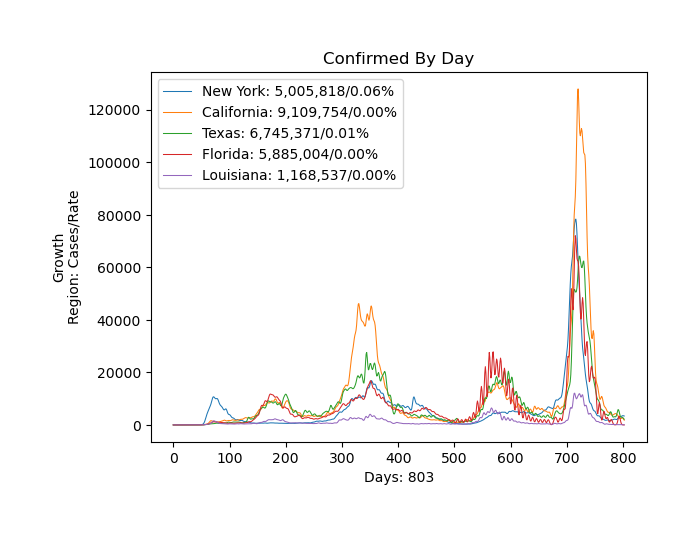 Confirmed By Day
New York: 5,005,818/0.06%
California: 9,109,754/0.00%
Texas: 6,745,371/0.01%
Florida: 5,885,004/0.00%
Louisiana: 1,168,537/0.00%
120000
100000
80000
60000
40000
20000
0
Growth
Region: Cases/Rate
0 100 200 300 400 500 600 700 800
Days: 803